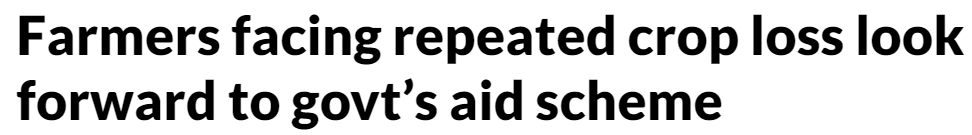 Farmers facing repeated crop loss look
forward to govt’s aid scheme